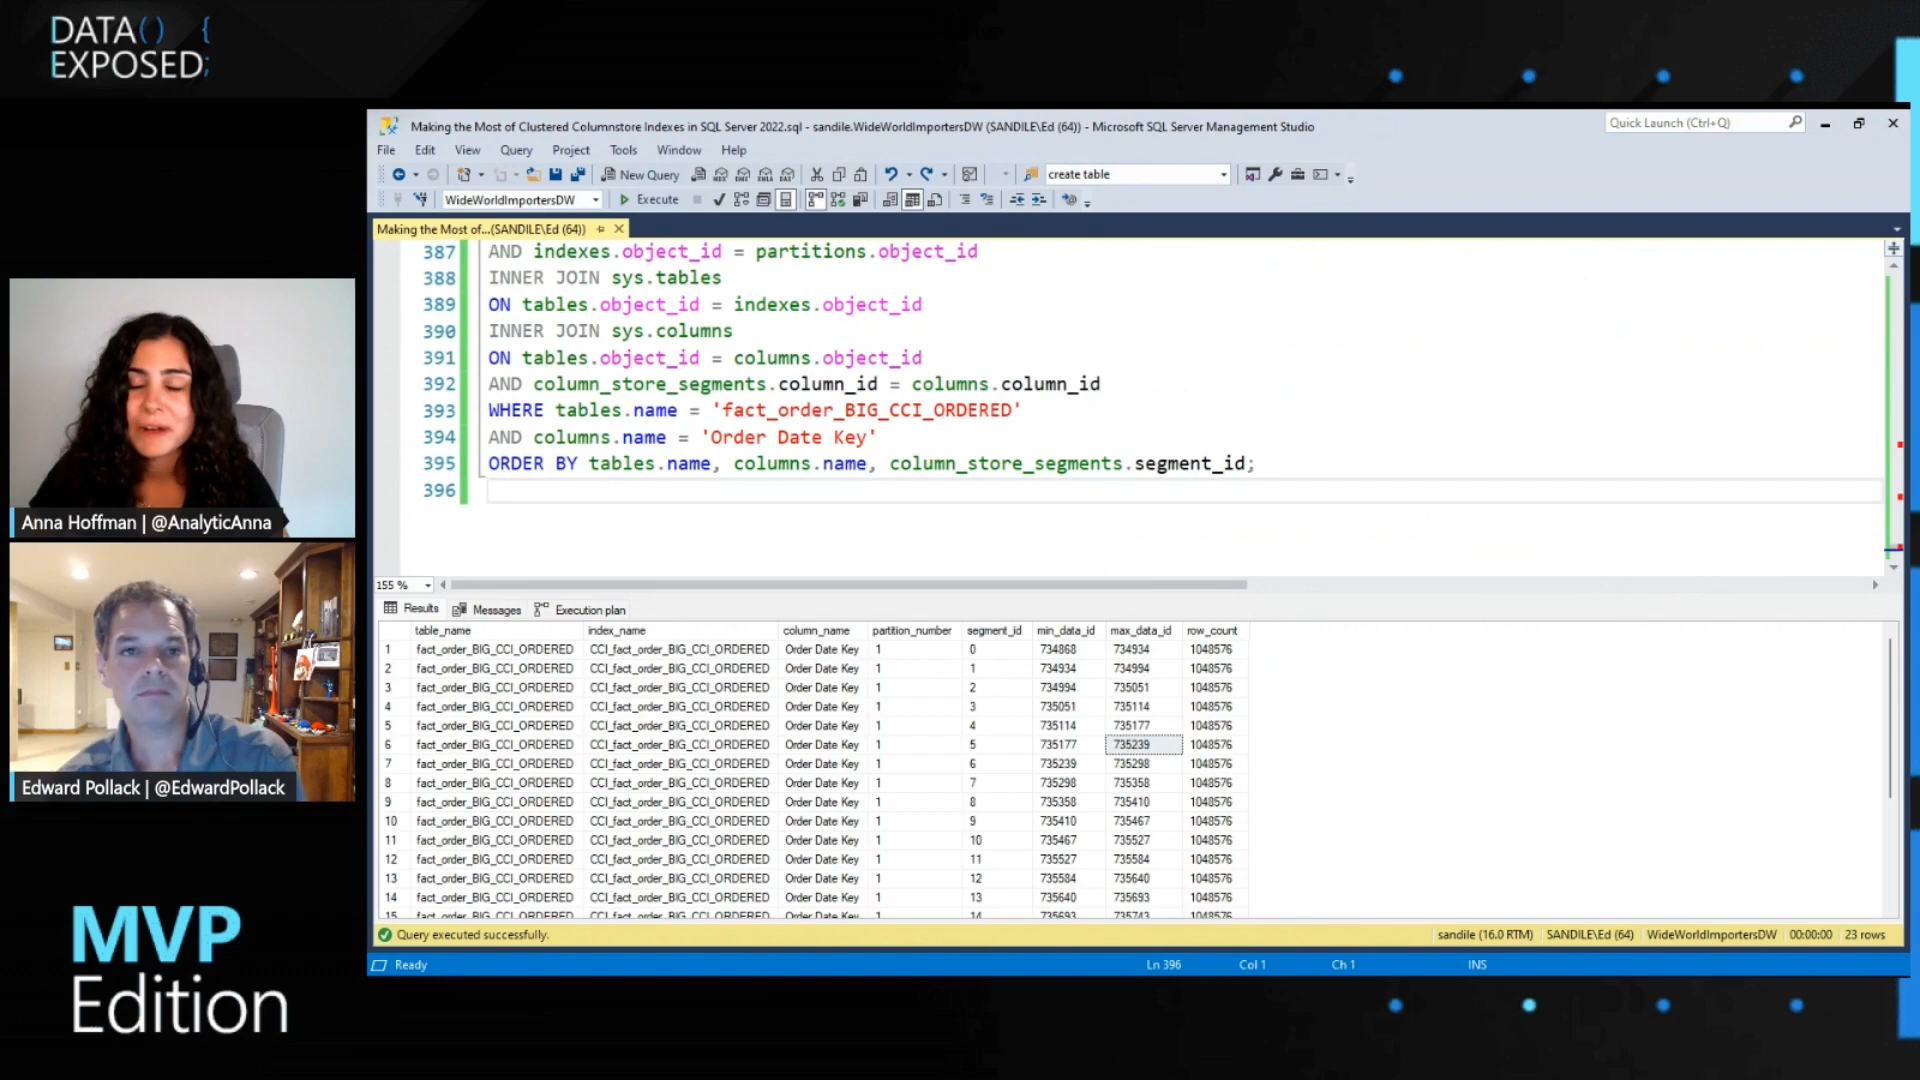 DATA() {
EXPOSED;
Making the Most of Clustered Columnstore Indexes in SQL Server 2022.sql - sandile.WideWorldImportersDW (SANDILE\Ed (64)) - Microsoft SQL Server Management Studio
Quick Launch (Ctrl+Q)
File Edit View Query Project Tools Window Help
New Query
create table
WideWorldImportersDW
Execute
Making the Most of...(SANDILE\Ed (64))
387 AND indexes.object_id = partitions.object_id
388 INNER JOIN sys.tables
389 ON tables.object_id = indexes.object_id
390 INNER JOIN sys.columns
391 ON tables.object_id = columns.object_id
392 AND column_store_segments.column_id = columns.column_id
393 WHERE tables.name = 'fact_order_BIG_CCI_ORDERED'
394 AND columns.name = 'Order Date Key'
395 ORDER BY tables.name, columns.name, column_store_segments.segment_id;
396
155 %
Results Messages Execution plan
table_name index_name column_name partition_number segment_id min_data_id max_data_id row_count
1 fact_order_BIG_CCI_ORDERED CCI_fact_order_BIG_CCI_ORDERED Order Date Key 1 0 734868 734934 1048576
2 fact_order_BIG_CCI_ORDERED CCI_fact_order_BIG_CCI_ORDERED Order Date Key 1 1 734934 734994 1048576
3 fact_order_BIG_CCI_ORDERED CCI_fact_order_BIG_CCI_ORDERED Order Date Key 1 2 734994 735051 1048576
4 fact_order_BIG_CCI_ORDERED CCI_fact_order_BIG_CCI_ORDERED Order Date Key 1 3 735051 735114 1048576
5 fact_order_BIG_CCI_ORDERED CCI_fact_order_BIG_CCI_ORDERED Order Date Key 1 4 735114 735177 1048576
6 fact_order_BIG_CCI_ORDERED CCI_fact_order_BIG_CCI_ORDERED Order Date Key 1 5 735177 735239 1048576
7 fact_order_BIG_CCI_ORDERED CCI_fact_order_BIG_CCI_ORDERED Order Date Key 1 6 735239 735298 1048576
8 fact_order_BIG_CCI_ORDERED CCI_fact_order_BIG_CCI_ORDERED Order Date Key 1 7 735298 735358 1048576
9 fact_order_BIG_CCI_ORDERED CCI_fact_order_BIG_CCI_ORDERED Order Date Key 1 8 735358 735410 1048576
10 fact_order_BIG_CCI_ORDERED CCI_fact_order_BIG_CCI_ORDERED Order Date Key 1 9 735410 735467 1048576
11 fact_order_BIG_CCI_ORDERED CCI_fact_order_BIG_CCI_ORDERED Order Date Key 1 10 735467 735527 1048576
12 fact_order_BIG_CCI_ORDERED CCI_fact_order_BIG_CCI_ORDERED Order Date Key 1 11 735527 735584 1048576
13 fact_order_BIG_CCI_ORDERED CCI_fact_order_BIG_CCI_ORDERED Order Date Key 1 12 735584 735640 1048576
14 fact_order_BIG_CCI_ORDERED CCI_fact_order_BIG_CCI_ORDERED Order Date Key 1 13 735640 735693 1048576
15 fact_order_BIG_CCI_ORDERED CCI_fact_order_BIG_CCI_ORDERED Order Date Key 1 14 735693 735743 1048576
Query executed successfully. sandile (16.0 RTM) SANDILE\Ed (64) WideWorldImportersDW 00:00:00 23 rows
Ready Ln 396 Col 1 Ch 1 INS
Anna Hoffman | @AnalyticAnna
Edward Pollack | @EdwardPollack
MVP
Edition